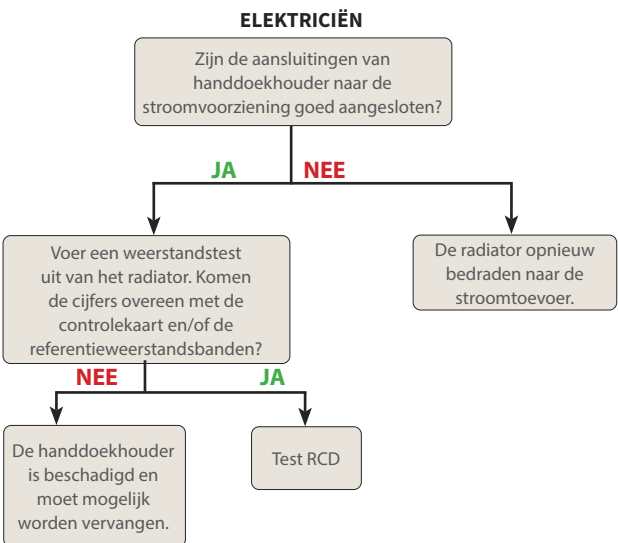 ELEKTRICIËN
Zijn de aansluitingen van
handdoekhouder naar de
stroomvoorziening goed aangesloten?
JA
NEE
Voer een weerstandstest
uit van het radiator. Komen
de cijfers overeen met de
controlekaart en/of de
referentieweerstandsbanden?
De radiator opnieuw
bedraden naar de
stroomtoevoer.
NEE
JA
De handdoekhouder
is beschadigd en
moet mogelijk
worden vervangen.
Test RCD